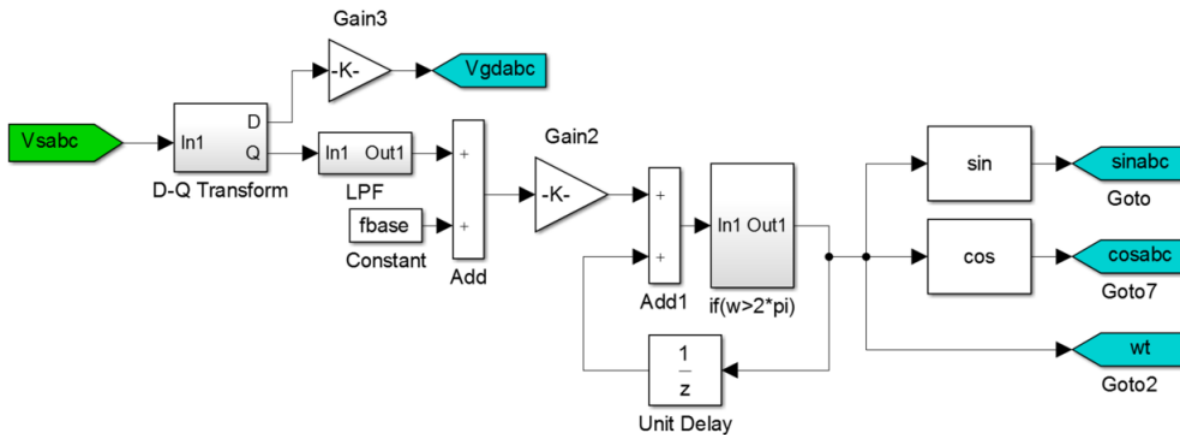 Gain3
-K-
Vgdabc
Vsabc
In1
D
Q
D-Q Transform
In1 Out1
LPF
fbase
Constant
+
+
Add
Gain2
-K-
+
+
Add1
In1 Out1
if(w>2*pi)
1
z
Unit Delay
sin
sinabc
Goto
cos
cosabc
Goto7
wt
Goto2